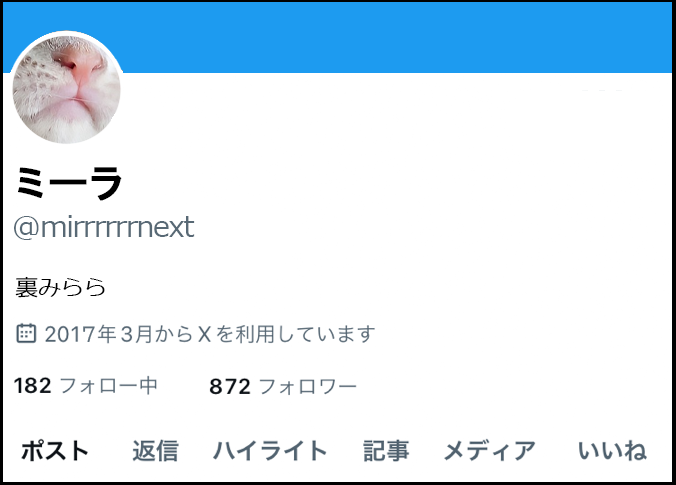 ミーラ
@mirrrrrrnext
裏みらら
2017年3月からXを利用しています
182 フォロー中 872 フォロワー
ポスト 返信 ハイライト 記事 メディア いいね